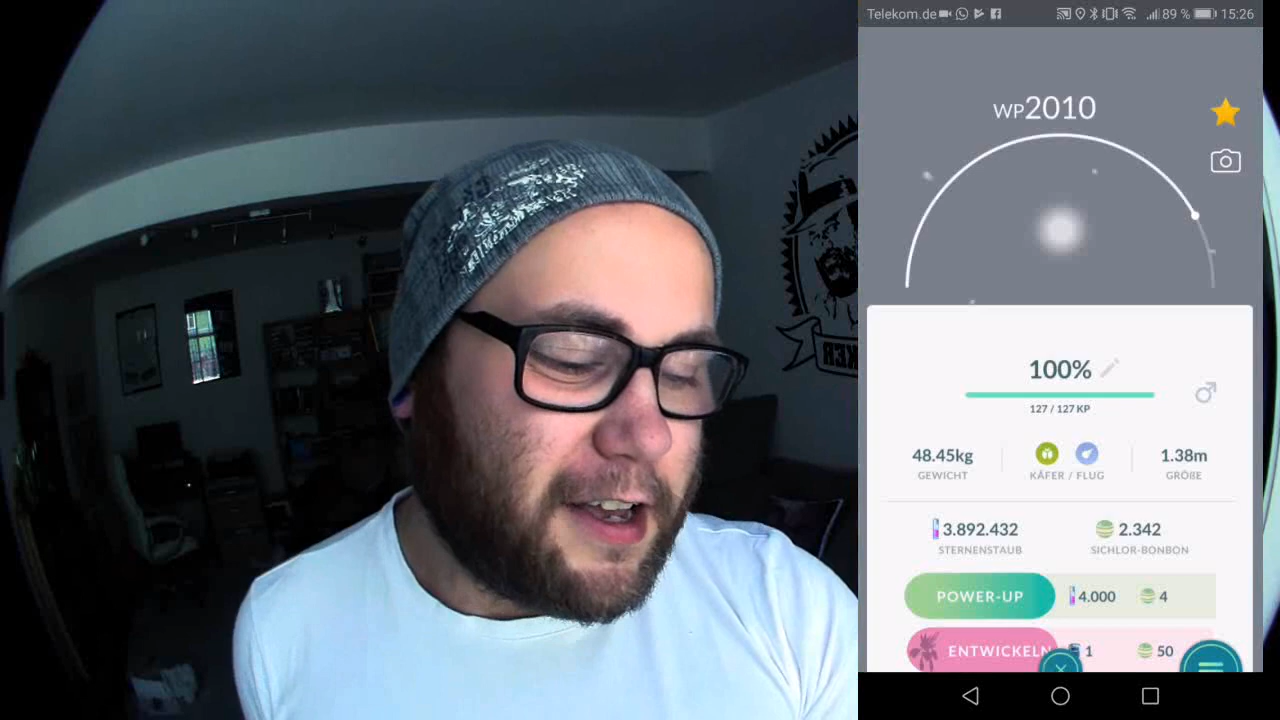 Telekom.de 89 % 15:26
WP2010
100%
127 / 127 KP
48.45kg
GEWICHT
KÄFER / FLUG
1.38m
GRÖßE
3.892.432
STERNENSTAUB
2.342
SICHLOR-BONBON
POWER-UP 4.000 4
ENTWICKELN 1 50